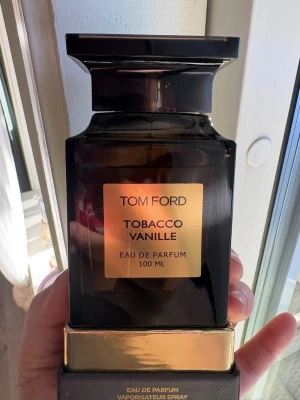 TOM FORD
TOBACCO
VANILLE
EAU DE PARFUM
100 ML
EAU DE PARFUM
VAPORISATEUR SPRAY